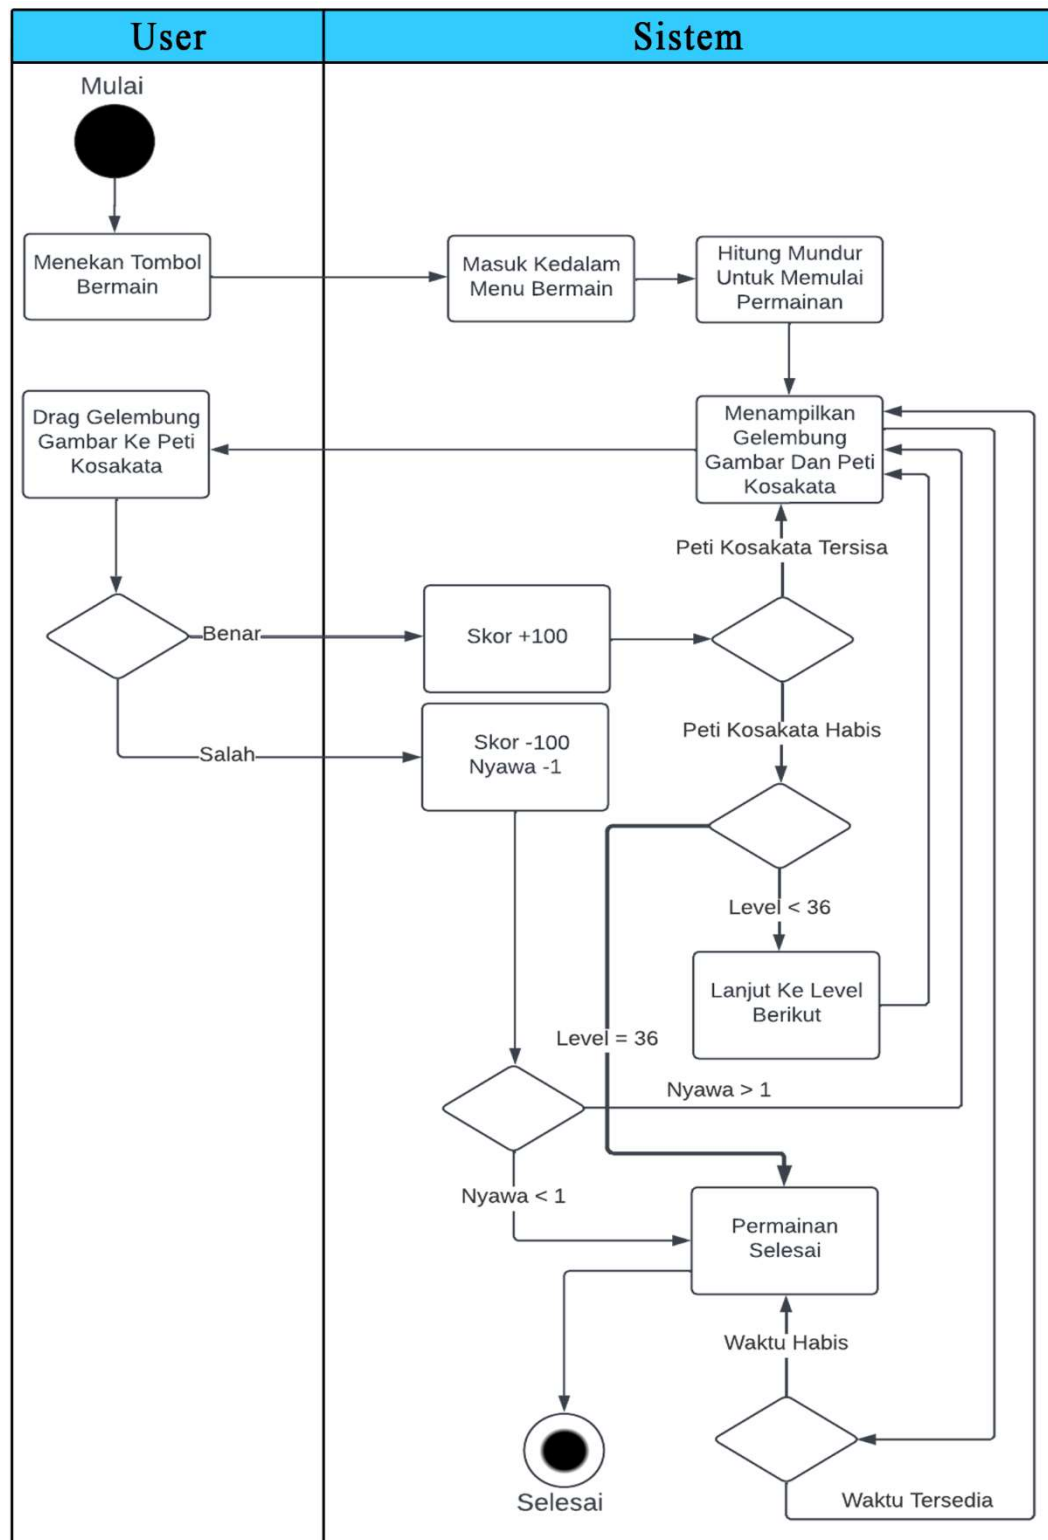 User
Sistem
Mulai
Menekan Tombol
Bermain
Masuk Kedalam
Menu Bermain
Hitung Mundur
Untuk Memulai
Permainan
Drag Gelembung
Gambar Ke Peti
Kosakata
Menampilkan
Gelembung
Gambar Dan Peti
Kosakata
Peti Kosakata Tersisa
Benar
Skor +100
Salah
Skor -100
Nyawa -1
Peti Kosakata Habis
Level < 36
Lanjut Ke Level
Berikut
Level = 36
Nyawa > 1
Nyawa < 1
Permainan
Selesai
Waktu Habis
Waktu Tersedia
Selesai